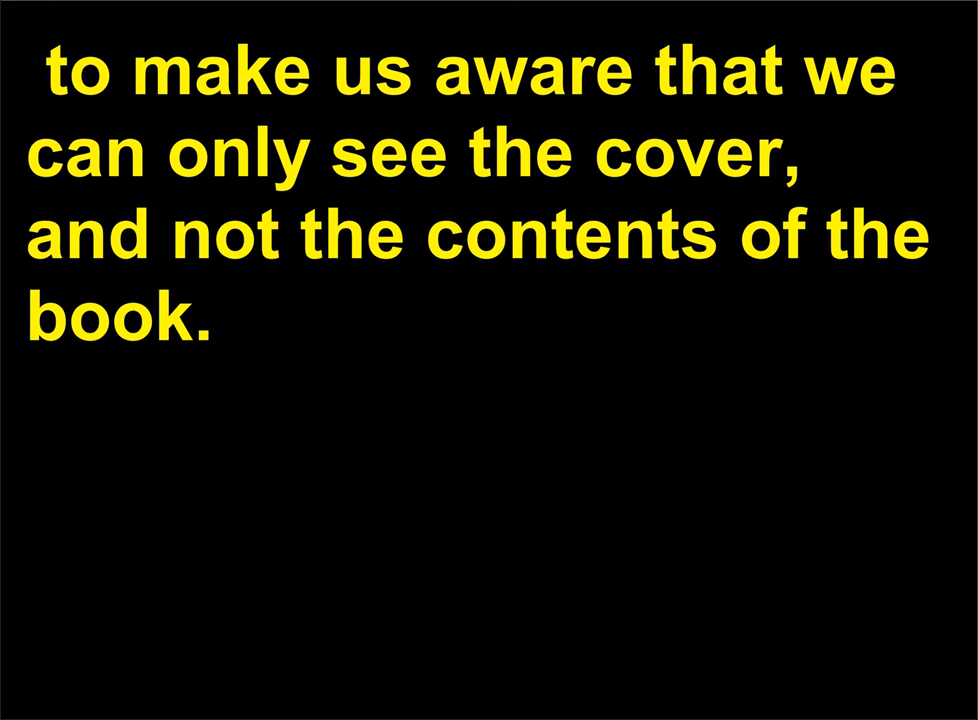 to make us aware that we
can only see the cover,
and not the contents of the
book.